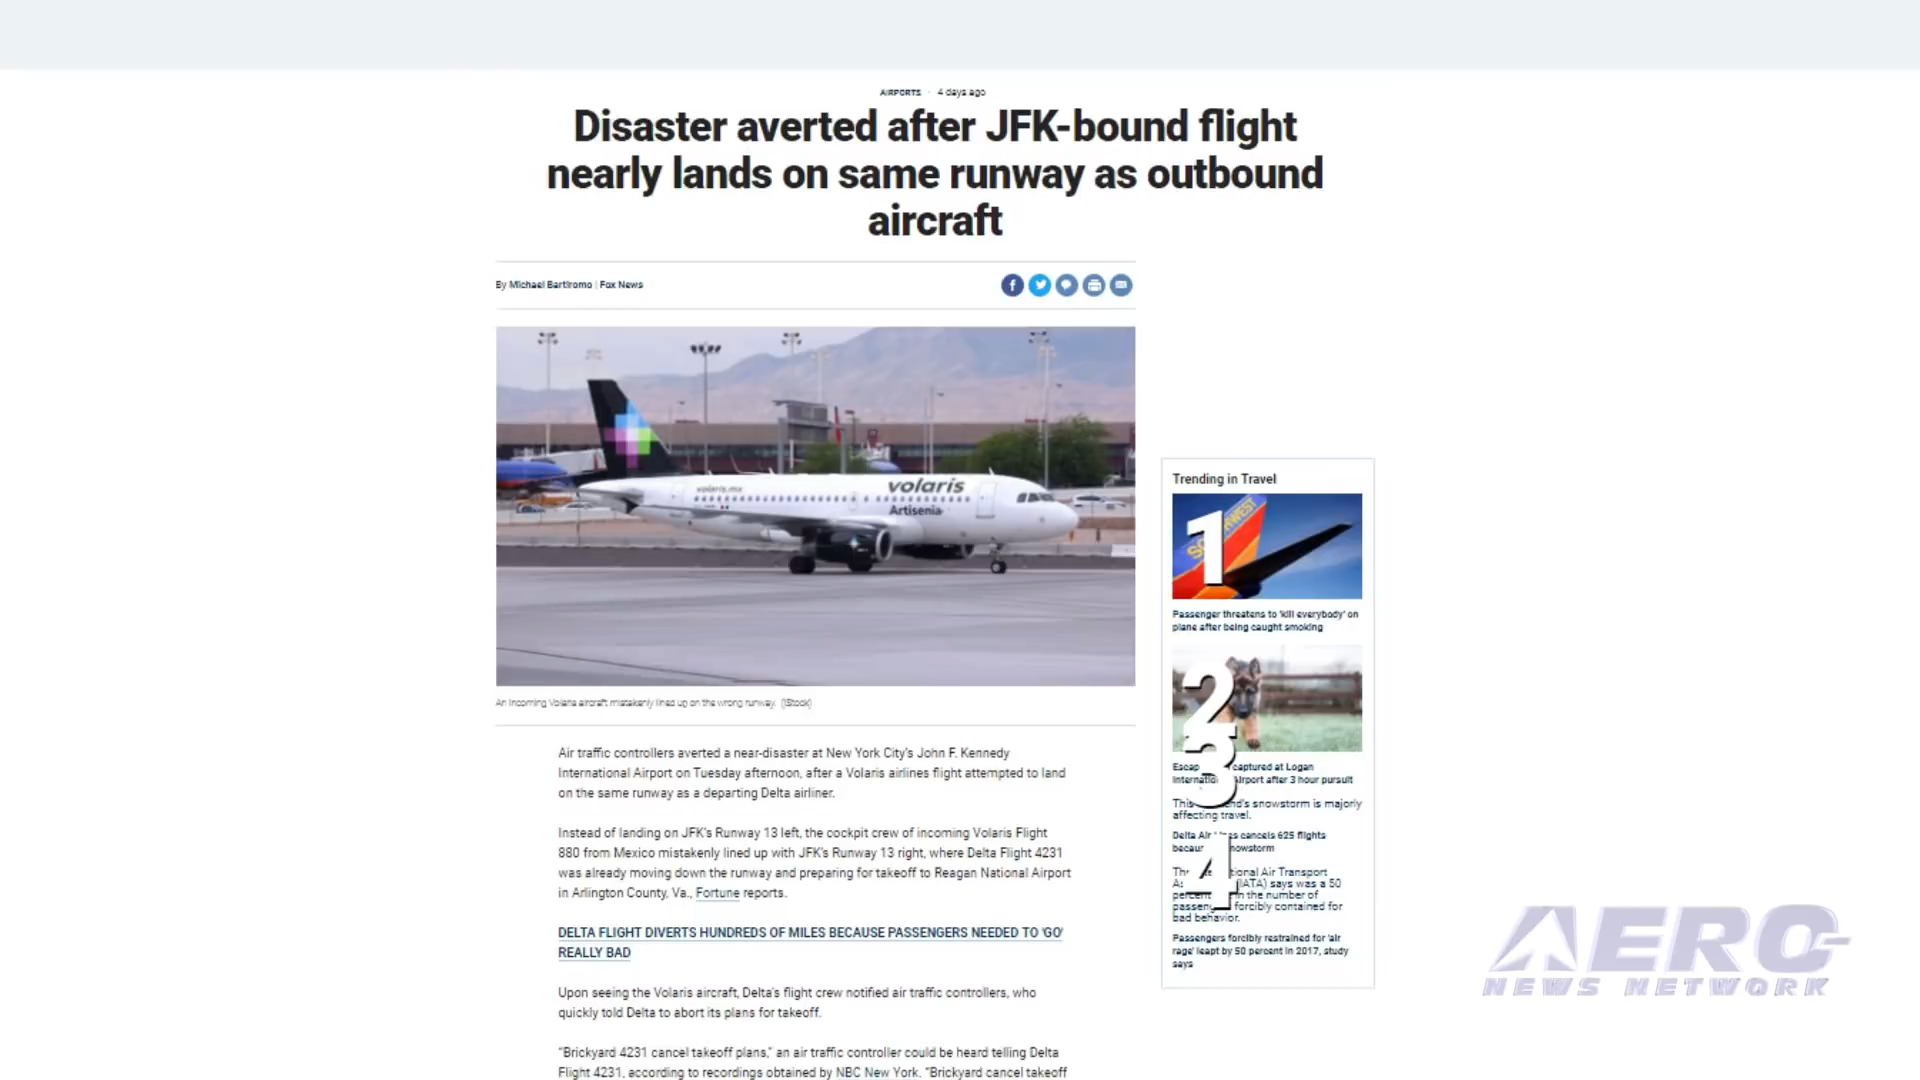 AIRPORTS · 4 days ago
Disaster averted after JFK-bound flight
nearly lands on same runway as outbound
aircraft
By Michael Bartiromo | Fox News
volaris.mx
volaris
Artisenia
An incoming Volaris aircraft mistakenly lined up on the wrong runway. (iStock)
Air traffic controllers averted a near-disaster at New York City's John F. Kennedy
International Airport on Tuesday afternoon, after a Volaris airlines flight attempted to land
on the same runway as a departing Delta airliner.
Instead of landing on JFK's Runway 13 left, the cockpit crew of incoming Volaris Flight
880 from Mexico mistakenly lined up with JFK's Runway 13 right, where Delta Flight 4231
was already moving down the runway and preparing for takeoff to Reagan National Airport
in Arlington County, Va., Fortune reports.
DELTA FLIGHT DIVERTS HUNDREDS OF MILES BECAUSE PASSENGERS NEEDED TO 'GO'
REALLY BAD
Upon seeing the Volaris aircraft, Delta's flight crew notified air traffic controllers, who
quickly told Delta to abort its plans for takeoff.
"Brickyard 4231 cancel takeoff plans," an air traffic controller could be heard telling Delta
Flight 4231, according to recordings obtained by NBC New York. "Brickyard cancel takeoff
Trending in Travel
1
Passenger threatens to 'kill everybody' on
plane after being caught smoking
2
3
captured at Logan
Airport after 3 hour pursuit
This snowstorm is majorly
affecting travel.
Delta Air cancels 625 flights
4
Air Transport
(IATA) says was a 50
percent in the number of
forcibly contained for
bad behavior.
Passengers forcibly restrained for 'air
rage' leapt by 50 percent in 2017, study
says
AERO
NEWS NETWORK